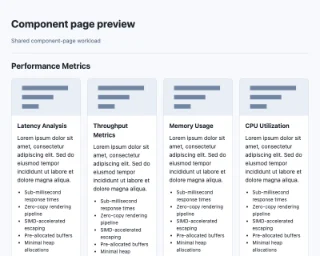 Component page preview
Shared component-page workload
Performance Metrics
Latency Analysis
Lorem ipsum dolor sit
amet, consectetur
adipiscing elit. Sed do
eiusmod tempor
incididunt ut labore et
dolore magna aliqua.
• Sub-millisecond
response times
• Zero-copy rendering
pipeline
• SIMD-accelerated
escaping
• Pre-allocated buffers
• Minimal heap
allocations
Throughput
Metrics
Lorem ipsum dolor sit
amet, consectetur
adipiscing elit. Sed do
eiusmod tempor
incididunt ut labore et
dolore magna aliqua.
• Sub-millisecond
response times
• Zero-copy rendering
pipeline
• SIMD-accelerated
escaping
• Pre-allocated buffers
• Minimal heap
Memory Usage
Lorem ipsum dolor sit
amet, consectetur
adipiscing elit. Sed do
eiusmod tempor
incididunt ut labore et
dolore magna aliqua.
• Sub-millisecond
response times
• Zero-copy rendering
pipeline
• SIMD-accelerated
escaping
• Pre-allocated buffers
• Minimal heap
allocations
CPU Utilization
Lorem ipsum dolor sit
amet, consectetur
adipiscing elit. Sed do
eiusmod tempor
incididunt ut labore et
dolore magna aliqua.
• Sub-millisecond
response times
• Zero-copy rendering
pipeline
• SIMD-accelerated
escaping
• Pre-allocated buffers
• Minimal heap
allocations